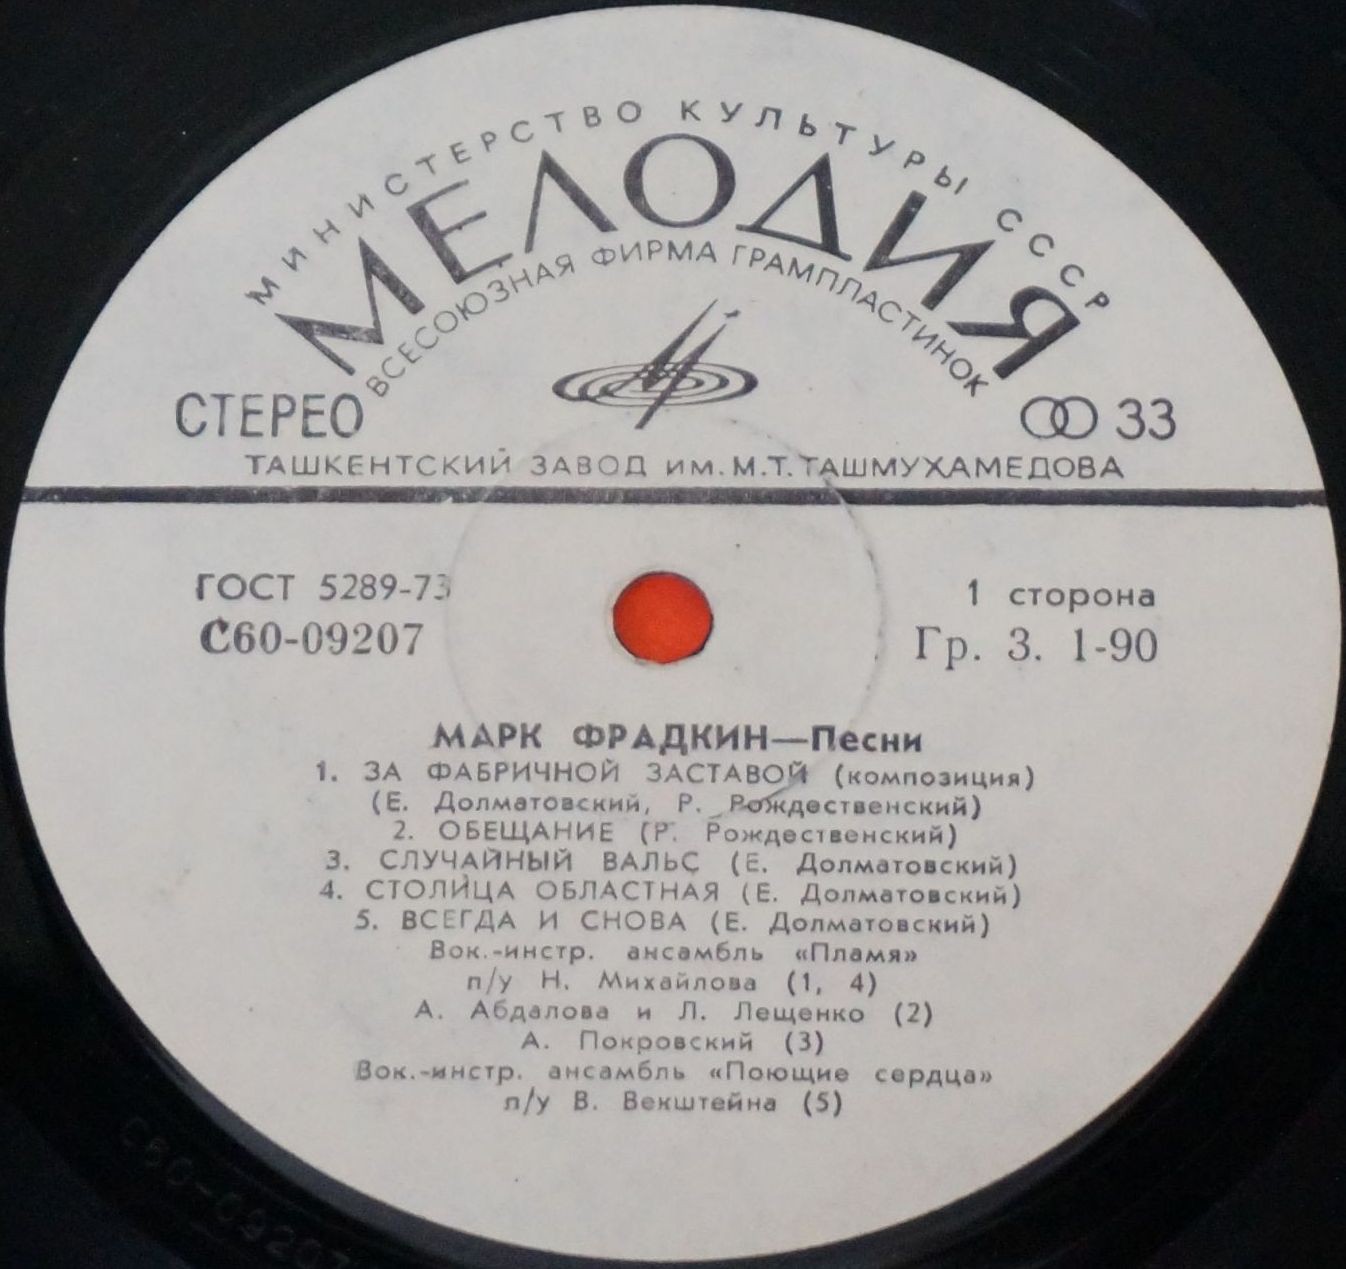 МИНИСТЕРСТВО КУЛЬТУРЫ СССР
МЕЛОДИЯ
ВСЕСОЮЗНАЯ ФИРМА ГРАМПЛАСТИНОК
СТЕРЕО
33
ТАШКЕНТСКИЙ ЗАВОД ИМ. М.Т. ТАШМУХАМЕДОВА
ГОСТ 5289-73
1 сторона
С60-09207
Гр. 3. 1-90
МАРК ФРАДКИН—Песни
1. ЗА ФАБРИЧНОЙ ЗАСТАВОЙ (композиция)
(Е. Долматовский, Р. Рождественский)
2. ОБЕЩАНИЕ (Р. Рождественский)
3. СЛУЧАЙНЫЙ ВАЛЬС (Е. Долматовский)
4. СТОЛИЦА ОБЛАСТНАЯ (Е. Долматовский)
5. ВСЕГДА И СНОВА (Е. Долматовский)
Вок.-инстр. ансамбль «Пламя»
п/у Н. Михайлова (1, 4)
А. Абдалова и Л. Лещенко (2)
А. Покровский (3)
Вок.-инстр. ансамбль «Поющие сердца»
п/у В. Векштейна (5)
С60-09207